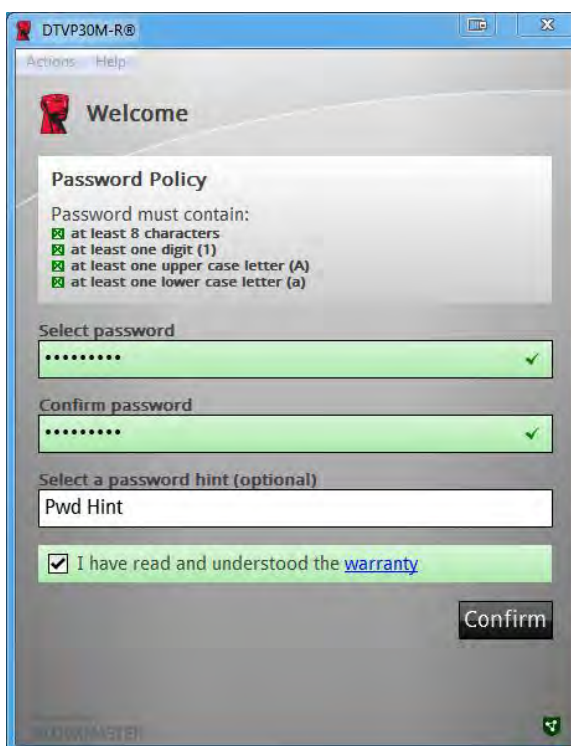 DTVP30M-R®
Actions Help
Welcome
Password Policy
Password must contain:
at least 8 characters
at least one digit (1)
at least one upper case letter (A)
at least one lower case letter (a)
Select password
•••••••••
Confirm password
•••••••••
Select a password hint (optional)
Pwd Hint
I have read and understood the warranty
Confirm
BLOCKMASTER